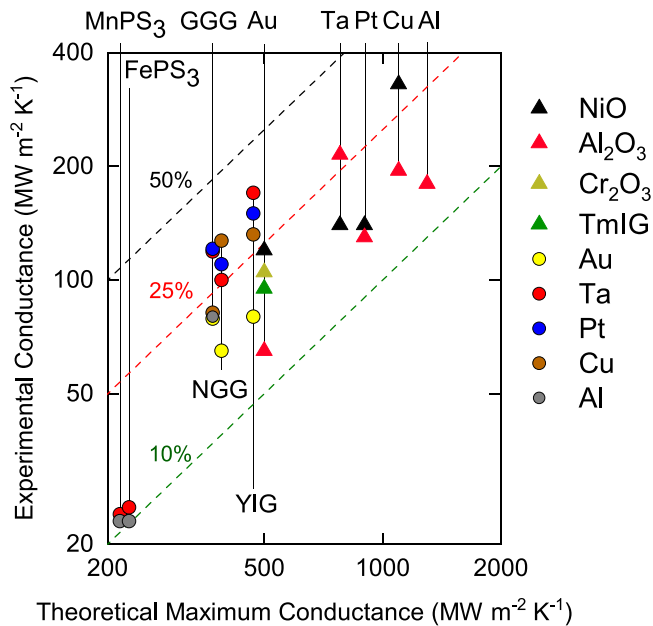 MnPS₃ GGG Au Ta Pt Cu Al
FePS₃
400
200
100
50
20
50%
25%
10%
NGG
YIG
200 500 1000 2000
Experimental Conductance (MW m⁻² K⁻¹)
Theoretical Maximum Conductance (MW m⁻² K⁻¹)
NiO
Al₂O₃
Cr₂O₃
TmIG
Au
Ta
Pt
Cu
Al